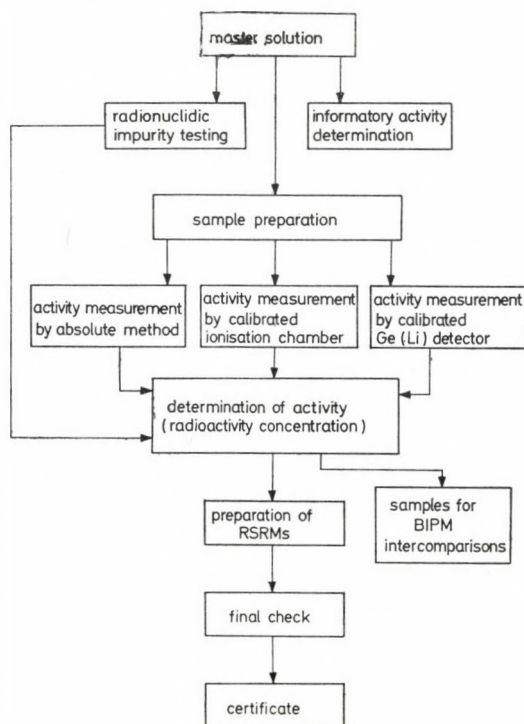 master solution
radionuclidic
impurity testing
informatory activity
determination
sample preparation
activity measurement
by absolute method
activity measurement
by calibrated
ionisation chamber
activity measurement
by calibrated
Ge (Li) detector
determination of activity
(radioactivity concentration)
preparation of
RSRMs
samples for
BIPM
intercomparisons
final check
certificate